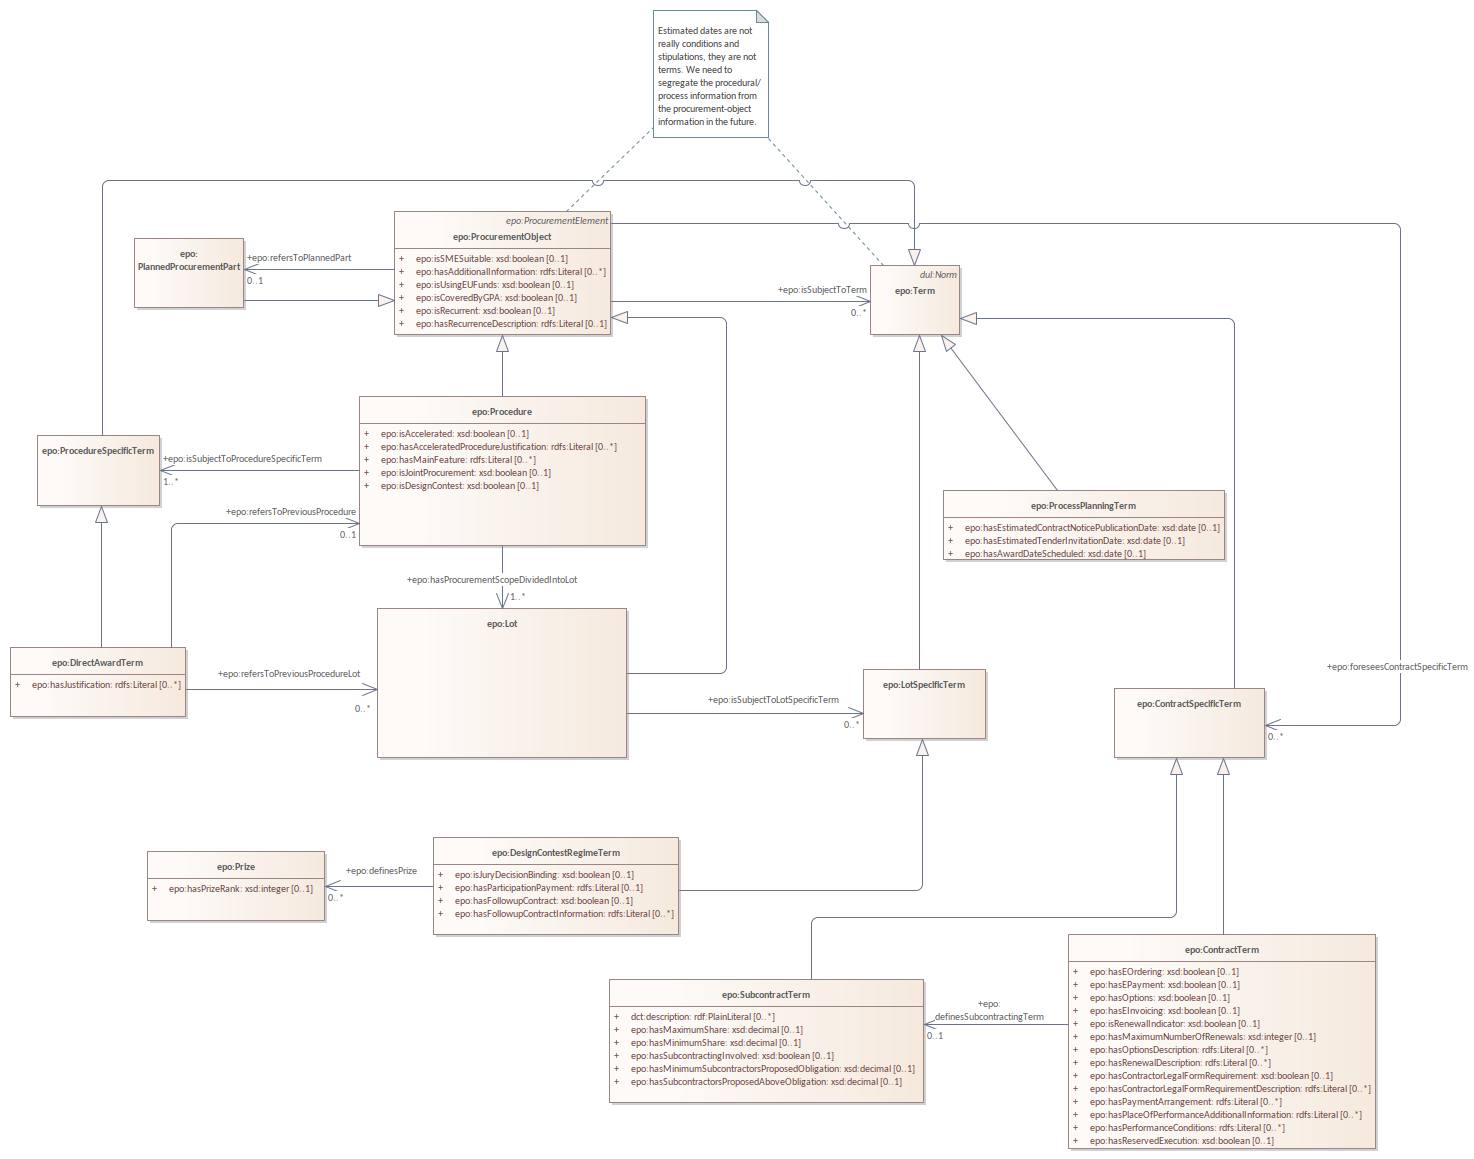 Estimated dates are not
really conditions and
stipulations, they are not
terms. We need to
segregate the procedural/
process information from
the procurement-object
information in the future.
epo:ProcurementElement
epo:ProcurementObject
+ epo:isSMESuitable: xsd:boolean [0..1]
+ epo:hasAdditionalInformation: rdfs:Literal [0..*]
+ epo:isUsingEUFunds: xsd:boolean [0..1]
+ epo:isCoveredByGPA: xsd:boolean [0..1]
+ epo:isRecurrent: xsd:boolean [0..1]
+ epo:hasRecurrenceDescription: rdfs:Literal [0..1]
epo:
PlannedProcurementPart
+epo:refersToPlannedPart
0..1
+epo:isSubjectToTerm
0..*
dul:Norm
epo:Term
epo:Procedure
+ epo:isAccelerated: xsd:boolean [0..1]
+ epo:hasAcceleratedProcedureJustification: rdfs:Literal [0..*]
+ epo:hasMainFeature: rdfs:Literal [0..*]
+ epo:isJointProcurement: xsd:boolean [0..1]
+ epo:isDesignContest: xsd:boolean [0..1]
epo:ProcedureSpecificTerm
+epo:isSubjectToProcedureSpecificTerm
1..*
+epo:refersToPreviousProcedure
0..1
epo:ProcessPlanningTerm
+ epo:hasEstimatedContractNoticePublicationDate: xsd:date [0..1]
+ epo:hasEstimatedTenderInvitationDate: xsd:date [0..1]
+ epo:hasAwardDateScheduled: xsd:date [0..1]
+epo:hasProcurementScopeDividedIntoLot
1..*
epo:Lot
epo:DirectAwardTerm
+ epo:hasJustification: rdfs:Literal [0..*]
+epo:refersToPreviousProcedureLot
0..*
+epo:isSubjectToLotSpecificTerm
0..*
epo:LotSpecificTerm
epo:ContractSpecificTerm
+epo:foreseesContractSpecificTerm
0..*
epo:Prize
+ epo:hasPrizeRank: xsd:integer [0..1]
+epo:definesPrize
0..*
epo:DesignContestRegimeTerm
+ epo:isJuryDecisionBinding: xsd:boolean [0..1]
+ epo:hasParticipationPayment: rdfs:Literal [0..1]
+ epo:hasFollowupContract: xsd:boolean [0..1]
+ epo:hasFollowupContractInformation: rdfs:Literal [0..*]
epo:SubcontractTerm
+ dct:description: rdf:PlainLiteral [0..*]
+ epo:hasMaximumShare: xsd:decimal [0..1]
+ epo:hasMinimumShare: xsd:decimal [0..1]
+ epo:hasSubcontractingInvolved: xsd:boolean [0..1]
+ epo:hasMinimumSubcontractorsProposedObligation: xsd:decimal [0..1]
+ epo:hasSubcontractorsProposedAboveObligation: xsd:decimal [0..1]
+epo:
definesSubcontractingTerm
0..1
epo:ContractTerm
+ epo:hasEOrdering: xsd:boolean [0..1]
+ epo:hasEPayment: xsd:boolean [0..1]
+ epo:hasOptions: xsd:boolean [0..1]
+ epo:hasEInvoicing: xsd:boolean [0..1]
+ epo:isRenewalIndicator: xsd:boolean [0..1]
+ epo:hasMaximumNumberOfRenewals: xsd:integer [0..1]
+ epo:hasOptionsDescription: rdfs:Literal [0..*]
+ epo:hasRenewalDescription: rdfs:Literal [0..*]
+ epo:hasContractorLegalFormRequirement: xsd:boolean [0..1]
+ epo:hasContractorLegalFormRequirementDescription: rdfs:Literal [0..*]
+ epo:hasPaymentArrangement: rdfs:Literal [0..*]
+ epo:hasPlaceOfPerformanceAdditionalInformation: rdfs:Literal [0..*]
+ epo:hasPerformanceConditions: rdfs:Literal [0..*]
+ epo:hasReservedExecution: xsd:boolean [0..1]